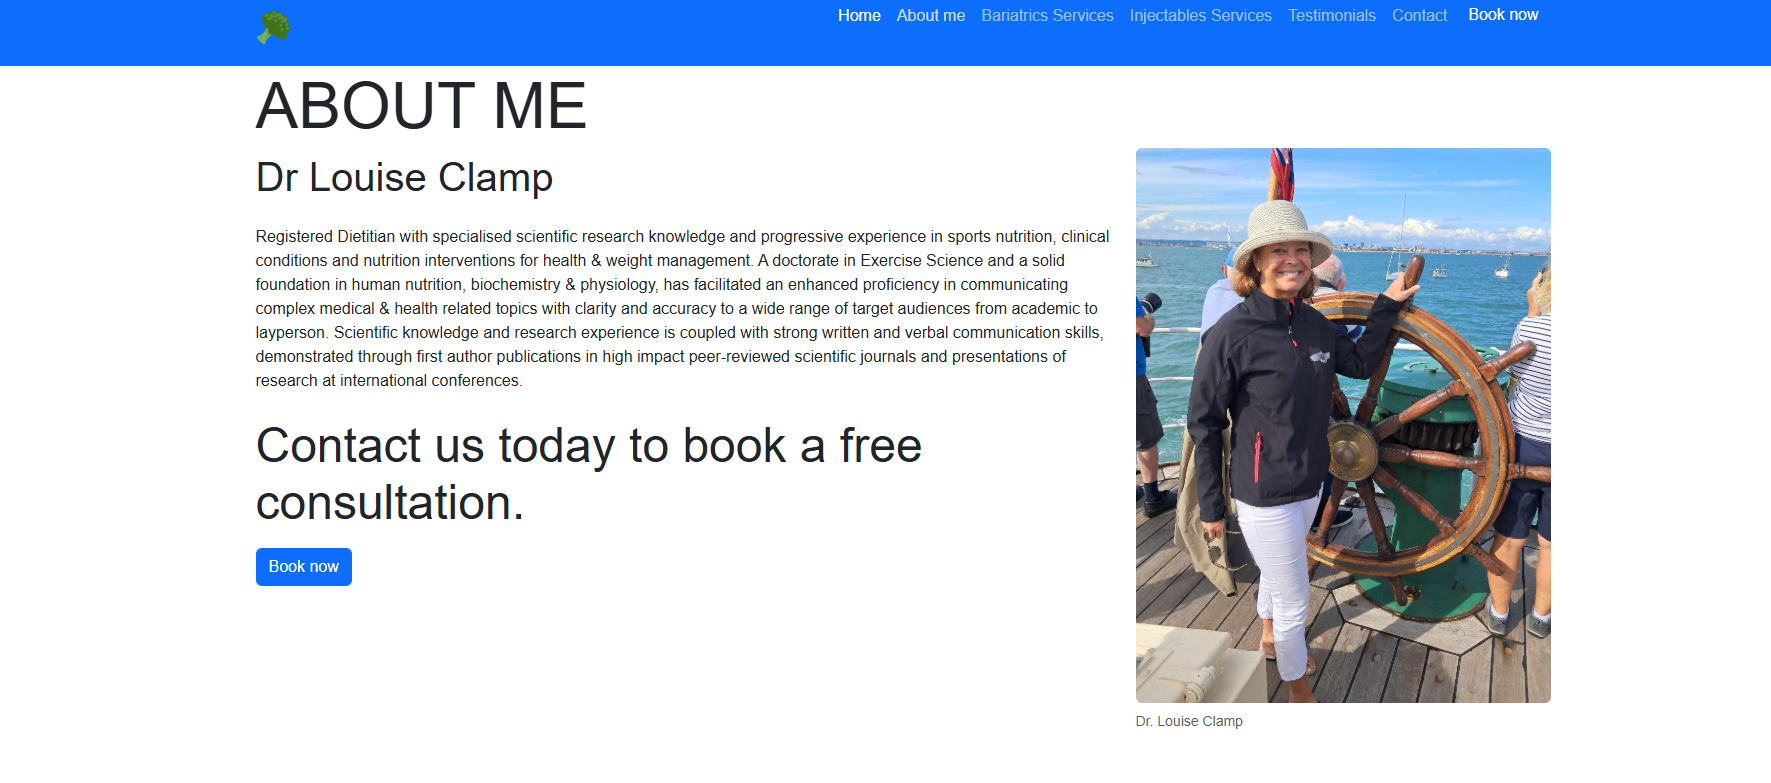 Home About me Bariatrics Services Injectables Services Testimonials Contact Book now
ABOUT ME
Dr Louise Clamp
Registered Dietitian with specialised scientific research knowledge and progressive experience in sports nutrition, clinical
conditions and nutrition interventions for health & weight management. A doctorate in Exercise Science and a solid
foundation in human nutrition, biochemistry & physiology, has facilitated an enhanced proficiency in communicating
complex medical & health related topics with clarity and accuracy to a wide range of target audiences from academic to
layperson. Scientific knowledge and research experience is coupled with strong written and verbal communication skills,
demonstrated through first author publications in high impact peer-reviewed scientific journals and presentations of
research at international conferences.
Contact us today to book a free
consultation.
Book now
Dr. Louise Clamp